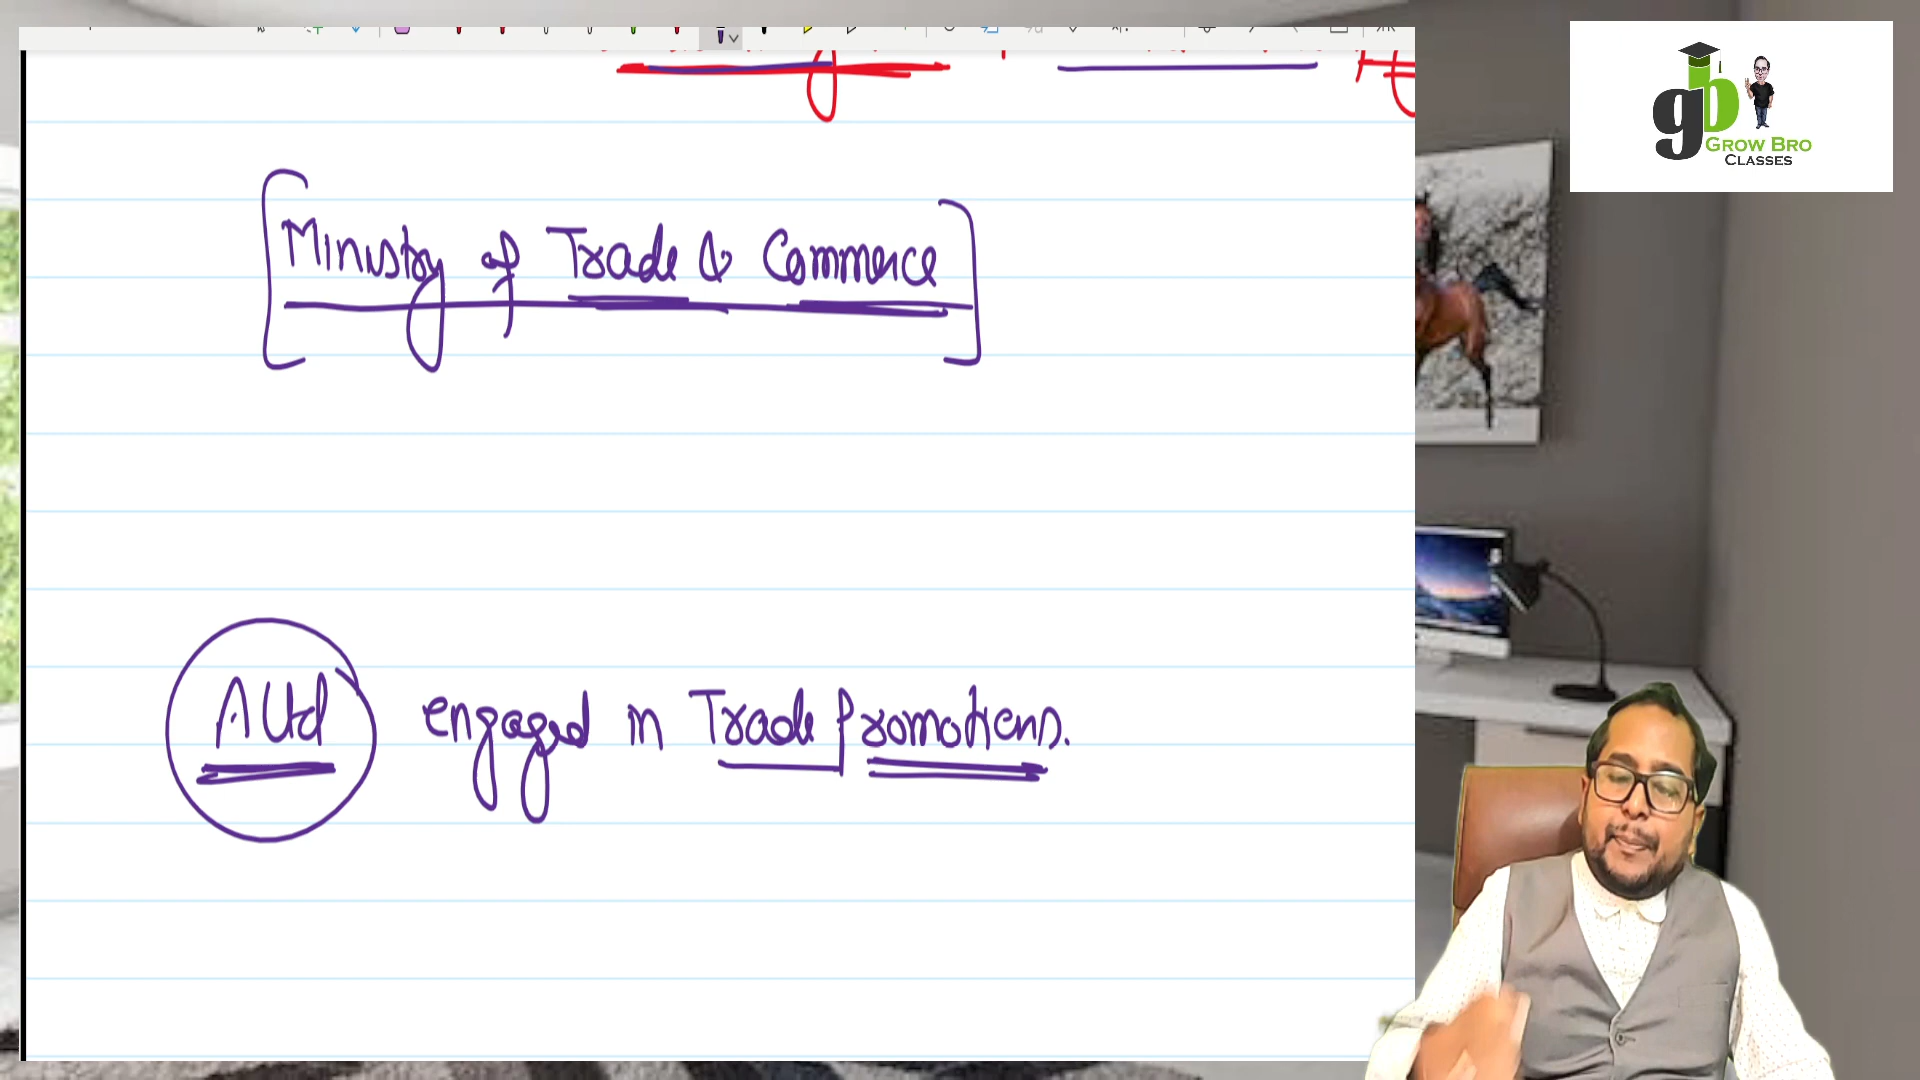 GROW BRO
CLASSES
[Ministry of Trade & Commerce]
A Ltd engaged in Trade Promotions.